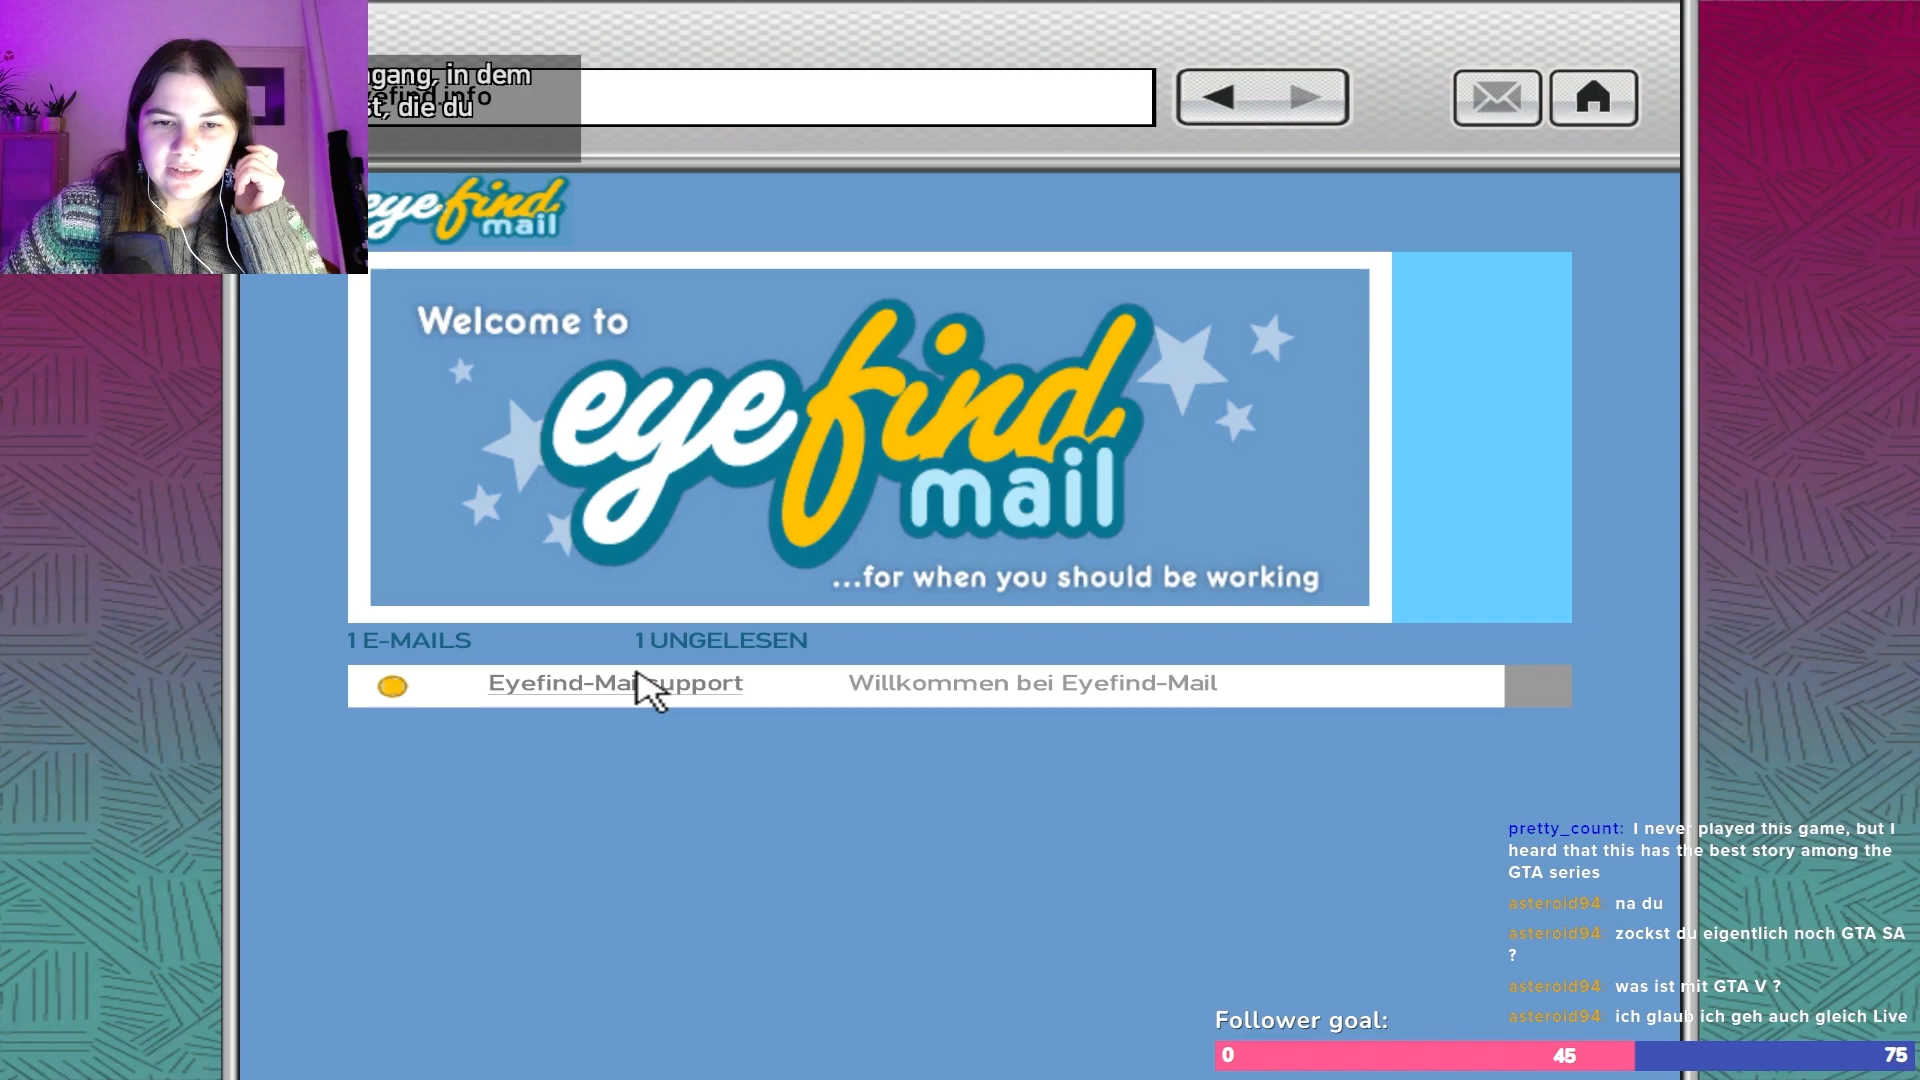 gang, in dem
eyefind.info
st, die du
eyefind
mail
Welcome to
eyefind
mail
...for when you should be working
1 E-MAILS
1 UNGELESEN
Willkommen bei Eyefind-Mail
pretty_count: I never played this game, but I
heard that this has the best story among the
GTA series
asteroid94 na du
asteroid94 zockst du eigentlich noch GTA SA
?
asteroid94 was ist mit GTA V ?
asteroid94 ich glaub ich geh auch gleich Live
Follower goal:
0
45
75